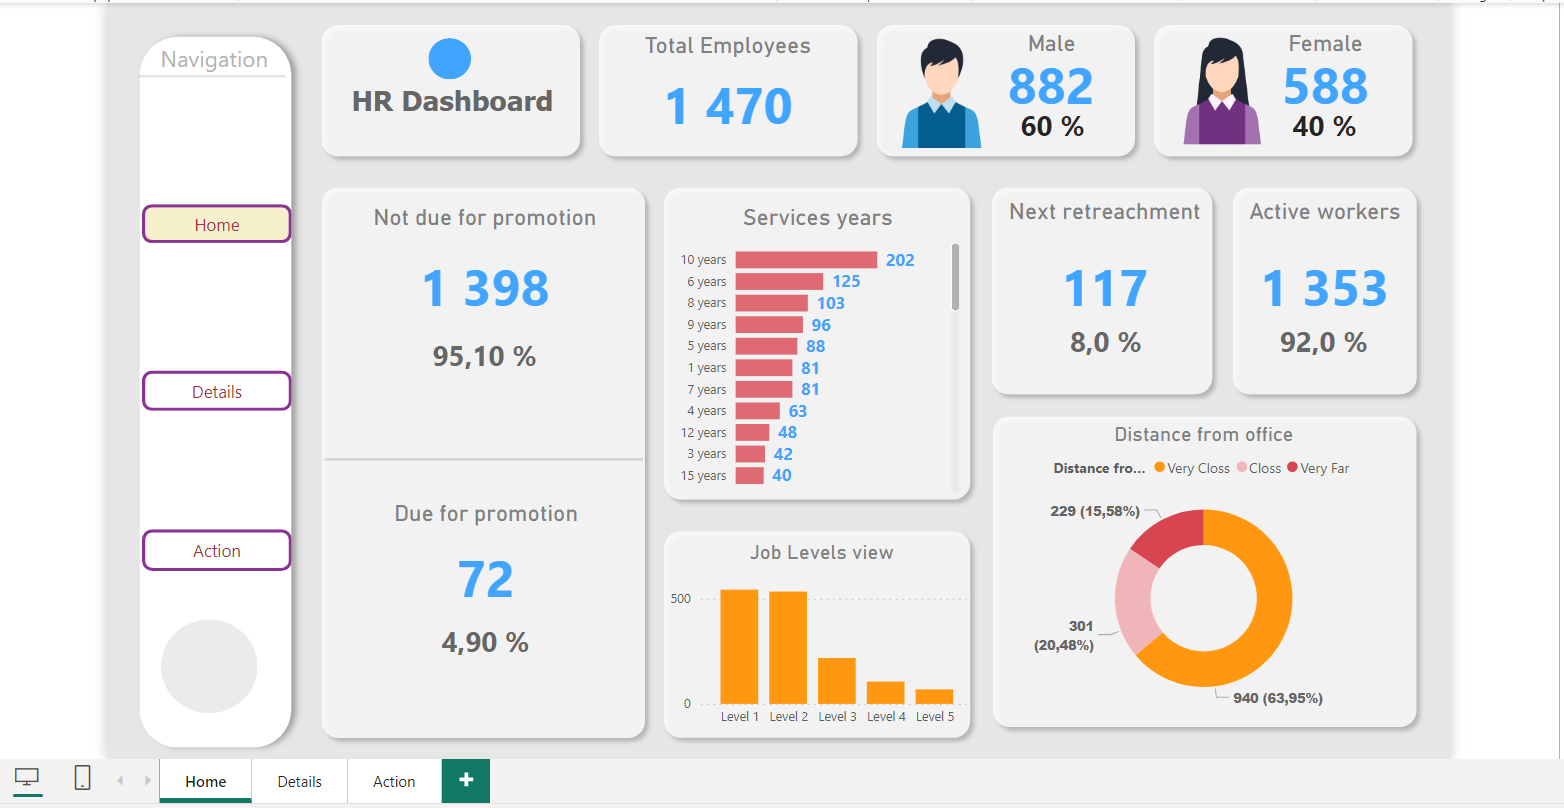 Navigation
Home
Details
Action
HR Dashboard
Total Employees
1 470
Male
882
60 %
Female
588
40 %
Not due for promotion
1 398
95,10 %
Due for promotion
72
4,90 %
Services years
10 years 202
6 years 125
8 years 103
9 years 96
5 years 88
1 years 81
7 years 81
4 years 63
12 years 48
3 years 42
15 years 40
Job Levels view
500
0
Level 1 Level 2 Level 3 Level 4 Level 5
Next retreachment
117
8,0 %
Active workers
1 353
92,0 %
Distance from office
Distance fro... Very Closs Closs Very Far
229 (15,58%)
301
(20,48%)
940 (63,95%)
Home Details Action +